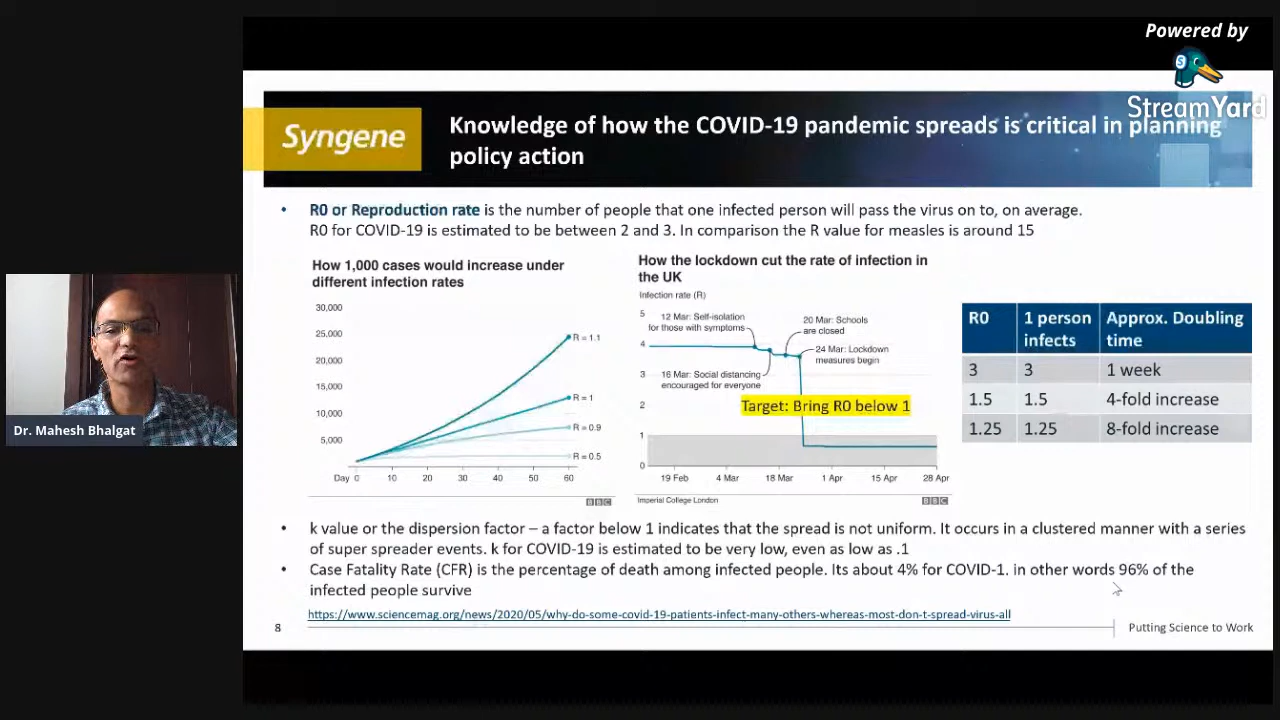 Powered by
StreamYard
Syngene
Knowledge of how the COVID-19 pandemic spreads is critical in planning
policy action
• R0 or Reproduction rate is the number of people that one infected person will pass the virus on to, on average.
R0 for COVID-19 is estimated to be between 2 and 3. In comparison the R value for measles is around 15
How 1,000 cases would increase under
different infection rates
30,000
25,000
20,000
15,000
10,000
5,000
R = 1.1
R = 1
R = 0.9
R = 0.5
Day 0 10 20 30 40 50 60
BBC
How the lockdown cut the rate of infection in
the UK
Infection rate (R)
5
4
3
2
1
0
12 Mar: Self-isolation
for those with symptoms
20 Mar: Schools
are closed
24 Mar: Lockdown
measures begin
16 Mar: Social distancing
encouraged for everyone
Target: Bring R0 below 1
19 Feb 4 Mar 18 Mar 1 Apr 15 Apr 28 Apr
Imperial College London
BBC
R0 1 person infects Approx. Doubling time
3 3 1 week
1.5 1.5 4-fold increase
1.25 1.25 8-fold increase
Dr. Mahesh Bhalgat
• k value or the dispersion factor – a factor below 1 indicates that the spread is not uniform. It occurs in a clustered manner with a series
of super spreader events. k for COVID-19 is estimated to be very low, even as low as .1
• Case Fatality Rate (CFR) is the percentage of death among infected people. Its about 4% for COVID-1. in other words 96% of the
infected people survive
https://www.sciencemag.org/news/2020/05/why-do-some-covid-19-patients-infect-many-others-whereas-most-don-t-spread-virus-all
8
Putting Science to Work